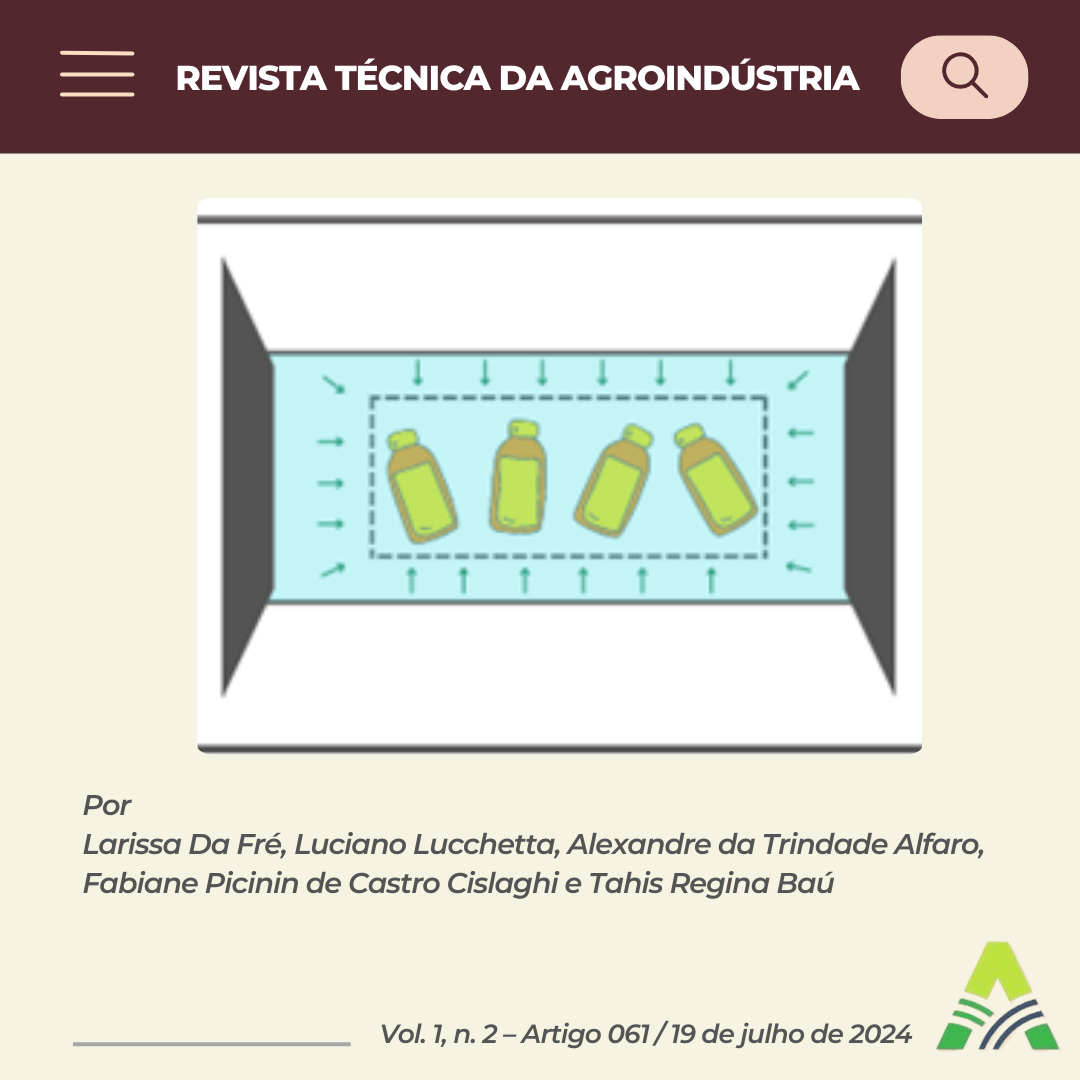 REVISTA TÉCNICA DA AGROINDÚSTRIA
Por
Larissa Da Fré, Luciano Lucchetta, Alexandre da Trindade Alfaro,
Fabiane Picinin de Castro Cislaghi e Tahis Regina Baú
Vol. 1, n. 2 – Artigo 061 / 19 de julho de 2024